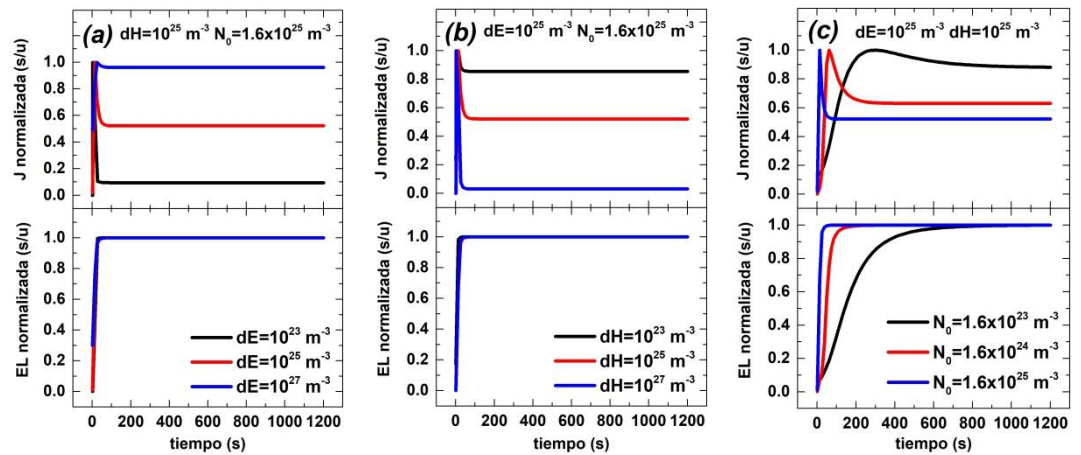 (a) dH=10²⁵ m⁻³ N₀=1.6x10²⁵ m⁻³
J normalizada (s/u)
1.0
0.8
0.6
0.4
0.2
0.0
EL normalizada (s/u)
1.0
0.8
0.6
0.4
0.2
0.0
dE=10²³ m⁻³
dE=10²⁵ m⁻³
dE=10²⁷ m⁻³
0 200 400 600 800 1000 1200
tiempo (s)
(b) dE=10²⁵ m⁻³ N₀=1.6x10²⁵ m⁻³
J normalizada (s/u)
1.0
0.8
0.6
0.4
0.2
0.0
EL normalizada (s/u)
1.0
0.8
0.6
0.4
0.2
0.0
dH=10²³ m⁻³
dH=10²⁵ m⁻³
dH=10²⁷ m⁻³
0 200 400 600 800 1000 1200
tiempo (s)
(c) dE=10²⁵ m⁻³ dH=10²⁵ m⁻³
J normalizada (s/u)
1.0
0.8
0.6
0.4
0.2
0.0
EL normalizada (s/u)
1.0
0.8
0.6
0.4
0.2
0.0
N₀=1.6x10²³ m⁻³
N₀=1.6x10²⁴ m⁻³
N₀=1.6x10²⁵ m⁻³
0 200 400 600 800 1000 1200
tiempo (s)